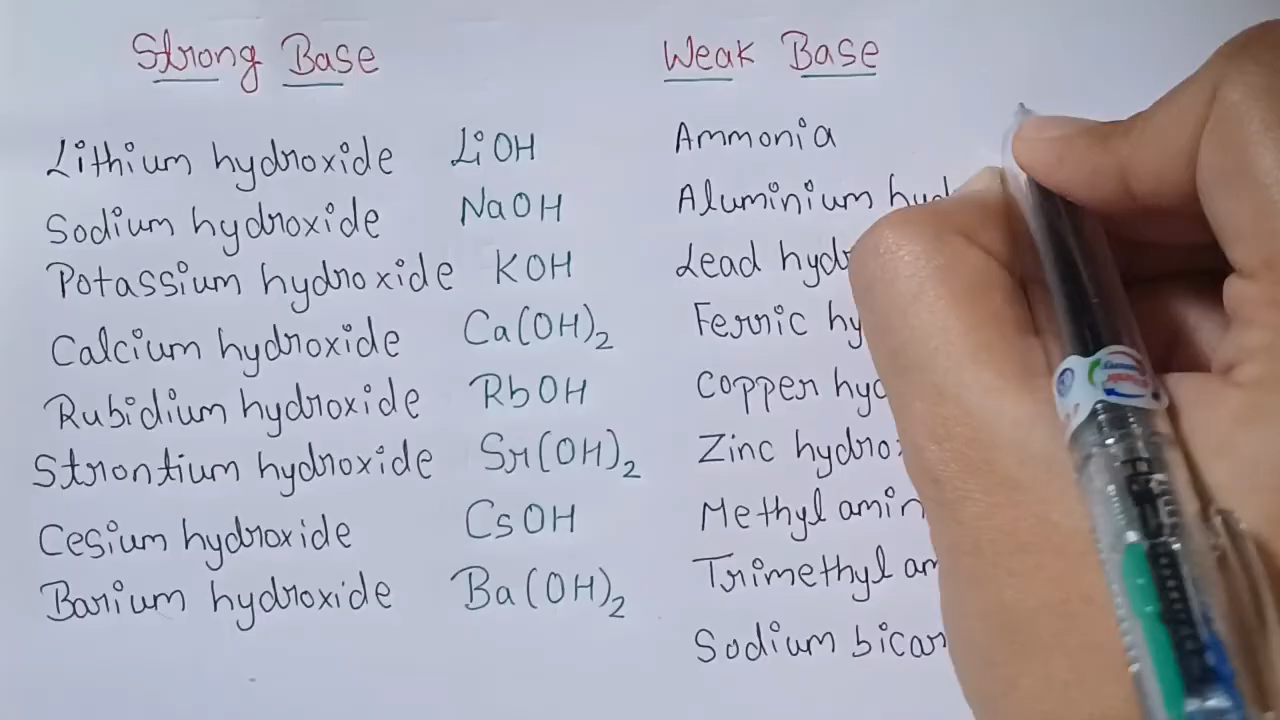 Strong Base
Lithium hydroxide LiOH
Sodium hydroxide NaOH
Potassium hydroxide KOH
Calcium hydroxide Ca(OH)₂
Rubidium hydroxide RbOH
Strontium hydroxide Sr(OH)₂
Cesium hydroxide CsOH
Barium hydroxide Ba(OH)₂
Weak Base
Ammonia
Aluminium
Lead
Ferric
Copper
Zinc
Methyl
Trimethyl
Sodium